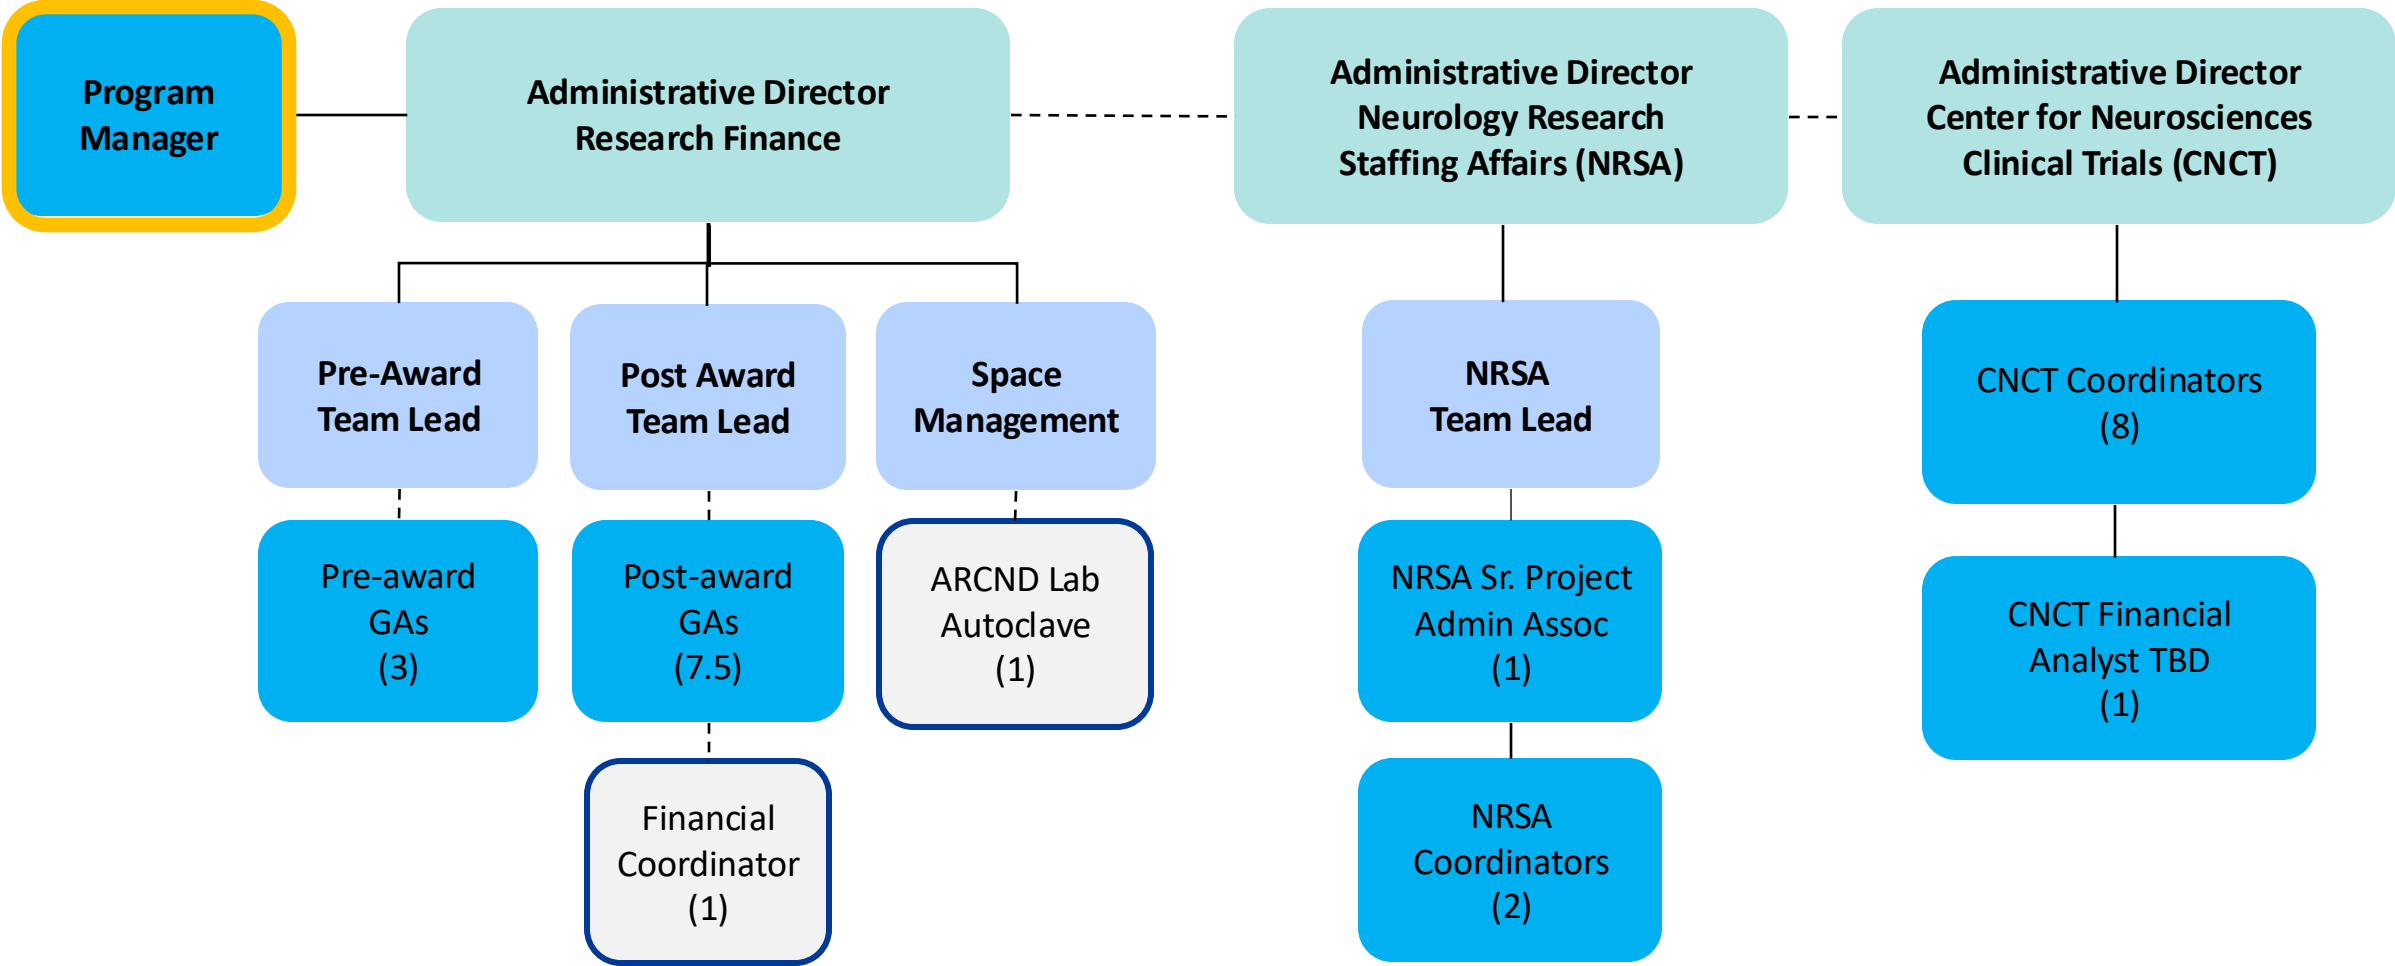 Program
Manager
Administrative Director
Research Finance
Administrative Director
Neurology Research
Staffing Affairs (NRSA)
Administrative Director
Center for Neurosciences
Clinical Trials (CNCT)
Pre-Award
Team Lead
Post Award
Team Lead
Space
Management
NRSA
Team Lead
CNCT Coordinators
(8)
Pre-award
GAs
(3)
Post-award
GAs
(7.5)
ARCND Lab
Autoclave
(1)
NRSA Sr. Project
Admin Assoc
(1)
CNCT Financial
Analyst TBD
(1)
Financial
Coordinator
(1)
NRSA
Coordinators
(2)